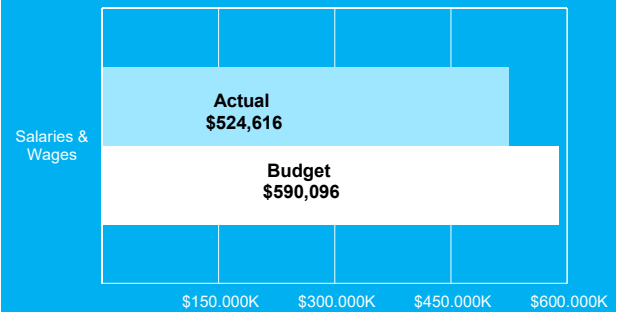 Actual
$524,616
Salaries &
Wages
Budget
$590,096
$150.000K
$300.000K
$450.000K
$600.000K